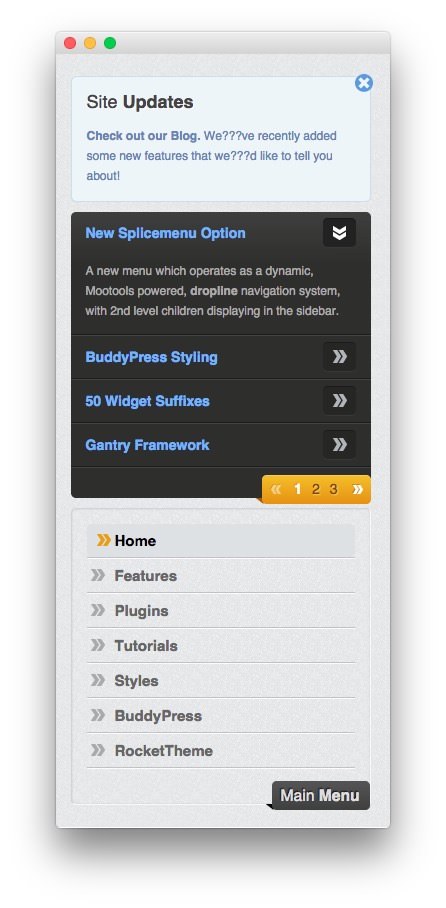 Site Updates
Check out our Blog. We???ve recently added
some new features that we???d like to tell you
about!
New Splicemenu Option
A new menu which operates as a dynamic,
Mootools powered, dropline navigation system,
with 2nd level children displaying in the sidebar.
BuddyPress Styling
50 Widget Suffixes
Gantry Framework
« 1 2 3 »
Home
Features
Plugins
Tutorials
Styles
BuddyPress
RocketTheme
Main Menu